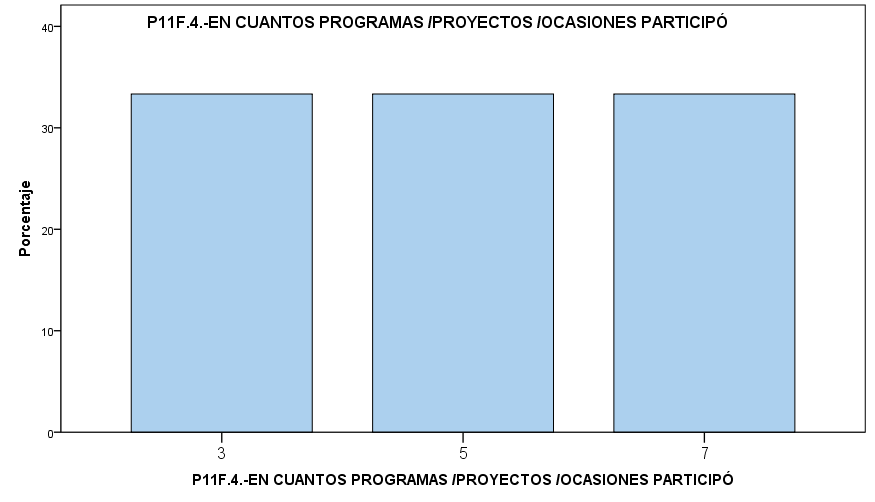 P11F.4.-EN CUANTOS PROGRAMAS /PROYECTOS /OCASIONES PARTICIPÓ
40
30
20
10
0
Porcentaje
3 5 7
P11F.4.-EN CUANTOS PROGRAMAS /PROYECTOS /OCASIONES PARTICIPÓ